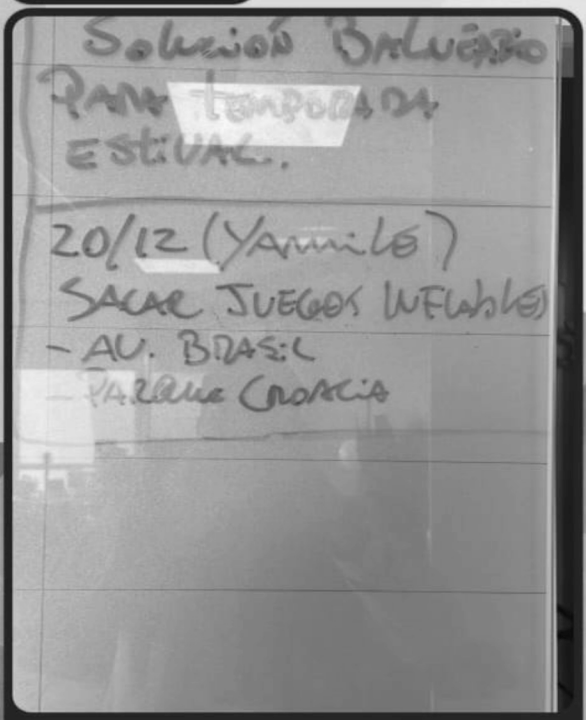 Solución BALNEARIO
PARA TEMPORADA
ESTIVAL.
20/12 (YAMILE)
SACAR JUEGOS INFLABLES
- AV. BRASIL
- PARQUE CROACIA